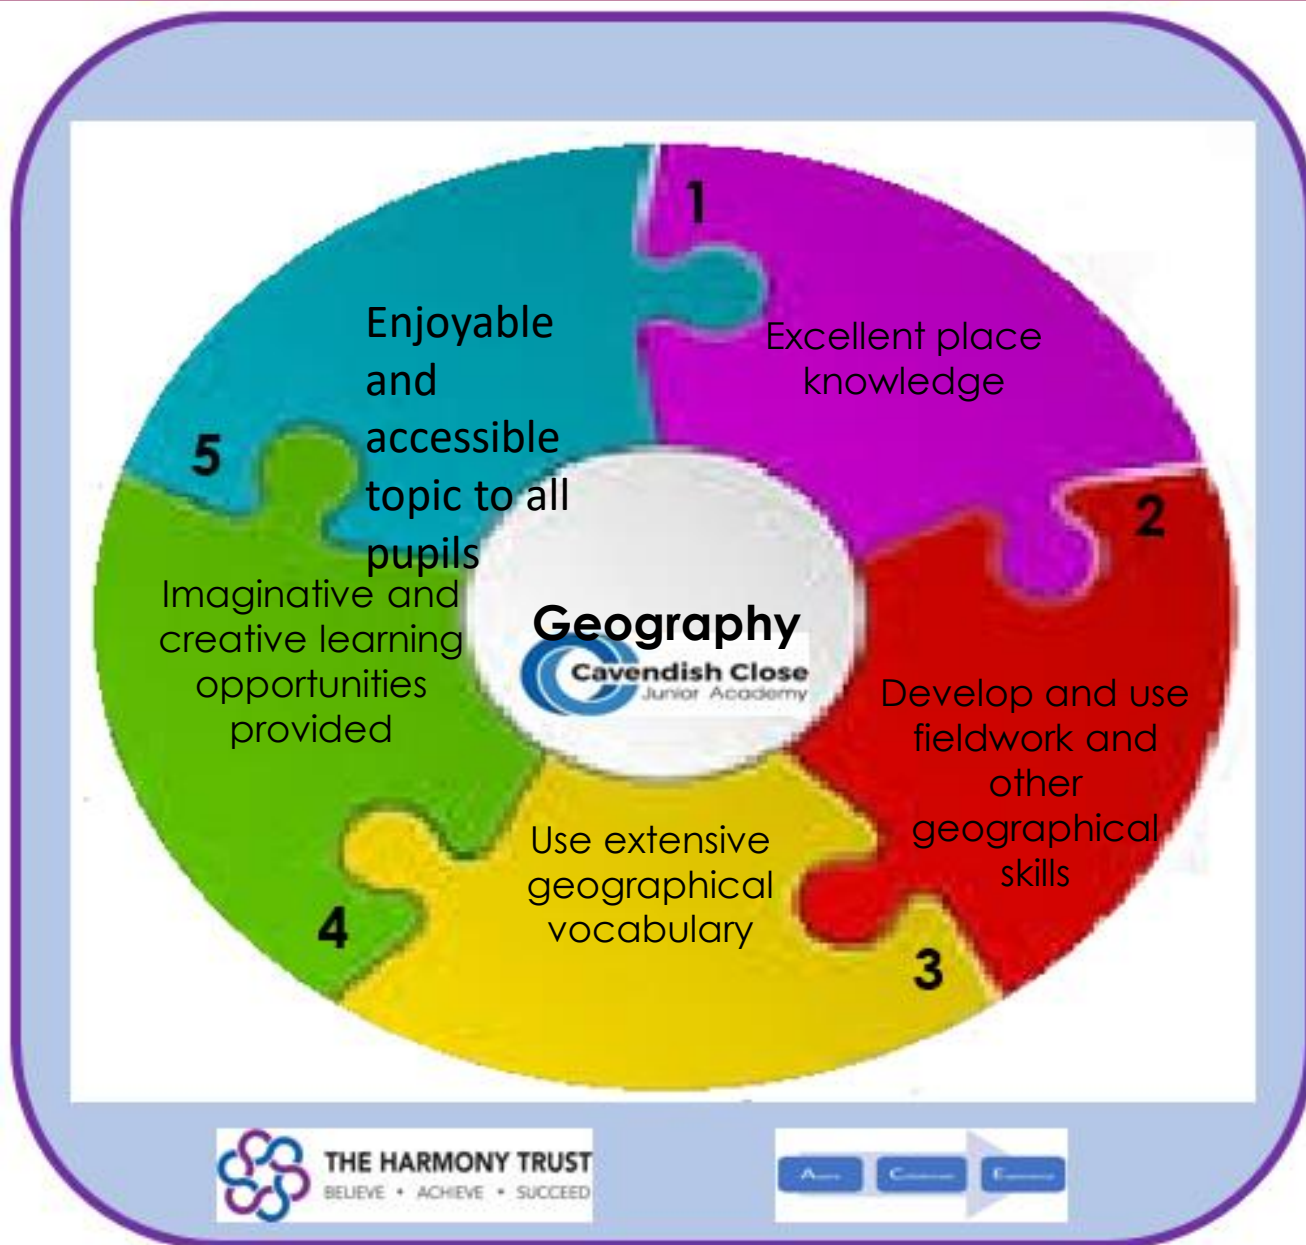 1
Excellent place
knowledge
2
Develop and use
fieldwork and
other
geographical
skills
3
Use extensive
geographical
vocabulary
4
Imaginative and
creative learning
opportunities
provided
5
Enjoyable
and
accessible
topic to all
pupils
Geography
Cavendish Close
Junior Academy
THE HARMONY TRUST
BELIEVE • ACHIEVE • SUCCEED